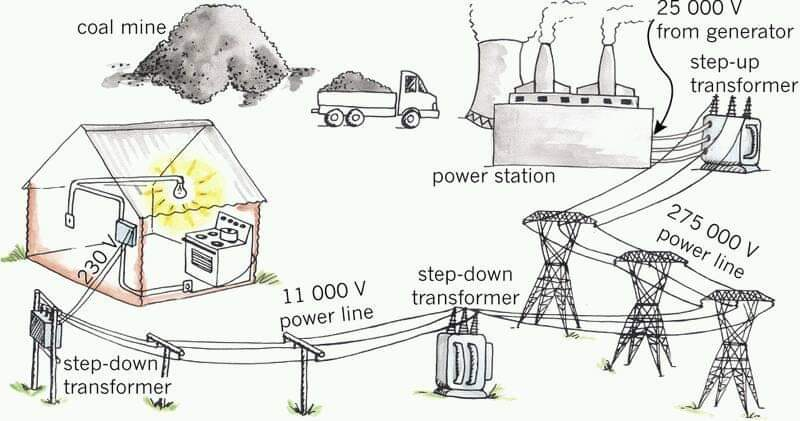 coal mine
25 000 V
from generator
step-up
transformer
power station
275 000 V
power line
step-down
transformer
11 000 V
power line
230 V
step-down
transformer